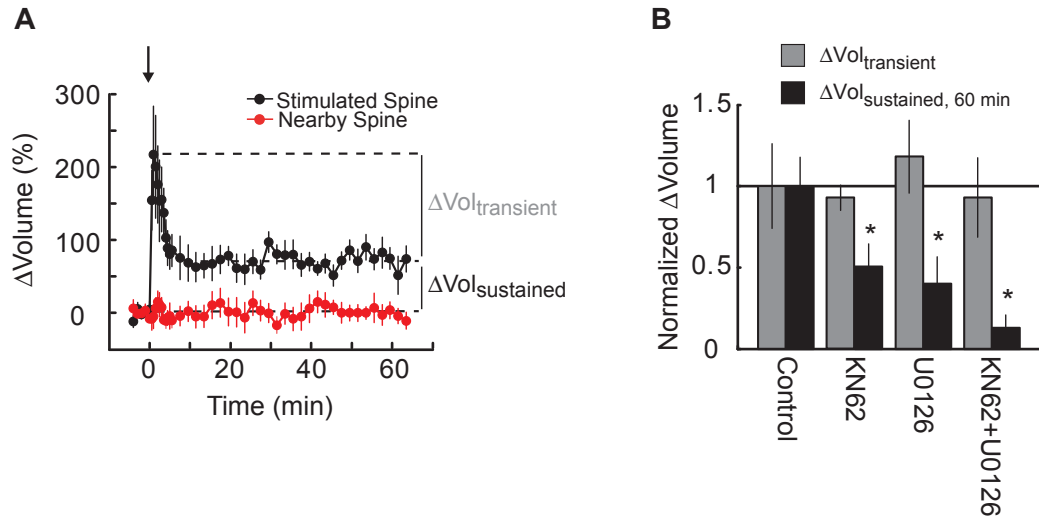 A
ΔVolume (%)
300
200
100
0
Stimulated Spine
Nearby Spine
ΔVoltransient
ΔVolsustained
0
20
40
60
Time (min)
B
ΔVoltransient
ΔVolsustained, 60 min
Normalized ΔVolume
1.5
1
0.5
0
*
*
*
Control
KN62
U0126
KN62+U0126